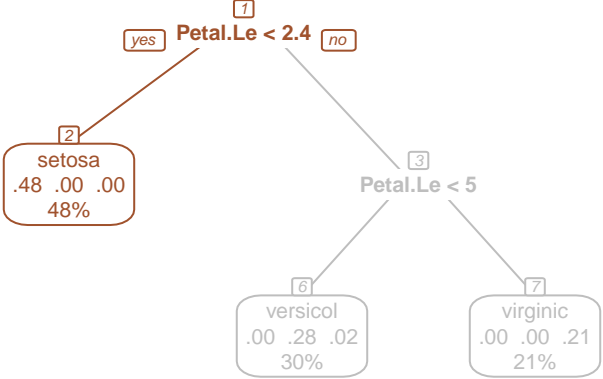 1
yes Petal.Le < 2.4 no
2
setosa
.48 .00 .00
48%
3
Petal.Le < 5
6
versicol
.00 .28 .02
30%
7
virginic
.00 .00 .21
21%